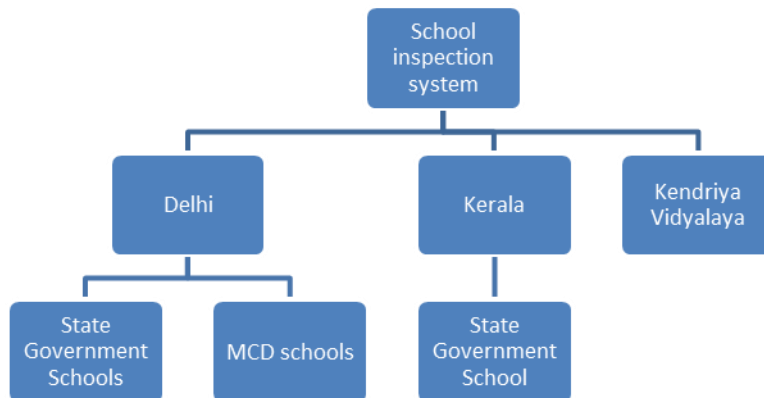 School
inspection
system
Delhi
Kerala
Kendriya
Vidyalaya
State
Government
Schools
MCD schools
State
Government
School